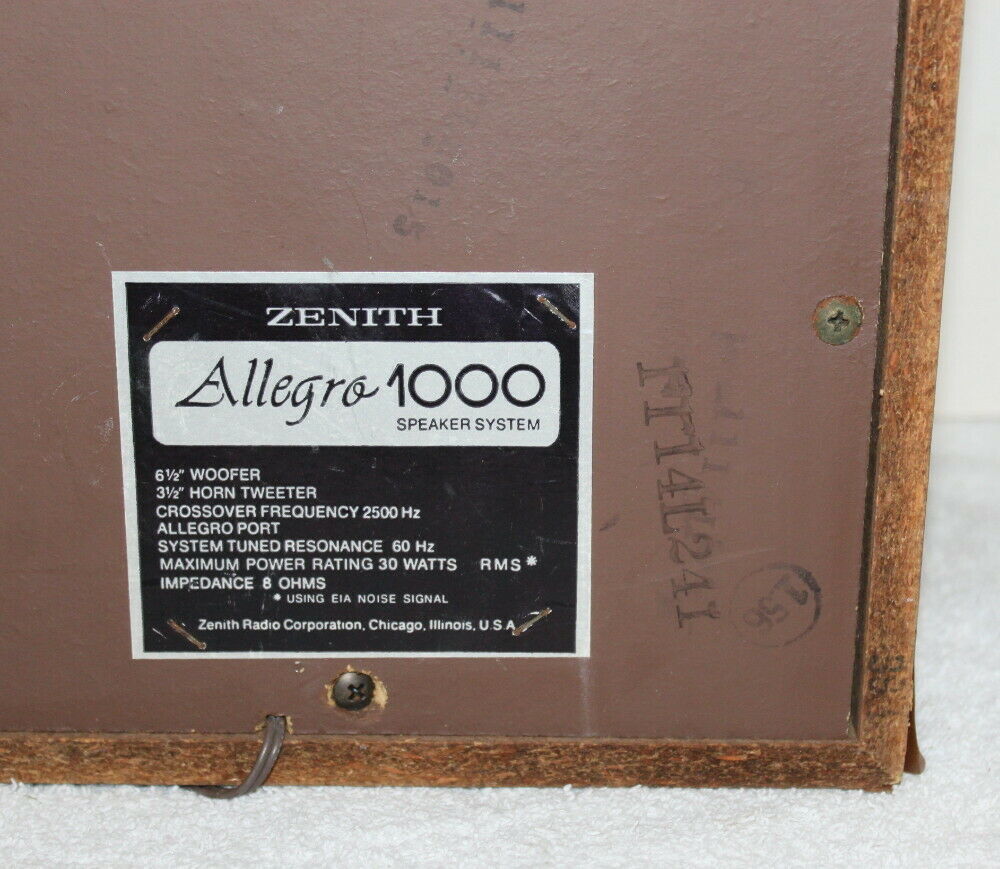 ZENITH
Allegro 1000
SPEAKER SYSTEM
6½" WOOFER
3½" HORN TWEETER
CROSSOVER FREQUENCY 2500 Hz
ALLEGRO PORT
SYSTEM TUNED RESONANCE 60 Hz
MAXIMUM POWER RATING 30 WATTS RMS*
IMPEDANCE 8 OHMS
* USING EIA NOISE SIGNAL
Zenith Radio Corporation, Chicago, Illinois, U.S.A.
256